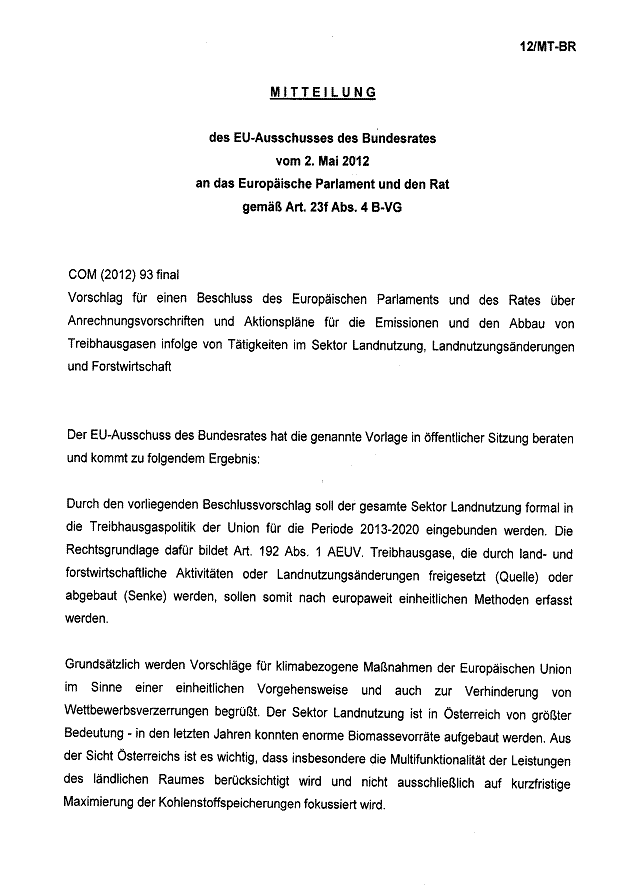 12/MT-BR
MITTEILUNG
des EU-Ausschusses des Bundesrates
vom 2. Mai 2012
an das Europäische Parlament und den Rat
gemäß Art. 23f Abs. 4 B-VG
COM (2012) 93 final
Vorschlag für einen Beschluss des Europäischen Parlaments und des Rates über
Anrechnungsvorschriften und Aktionspläne für die Emissionen und den Abbau von
Treibhausgasen infolge von Tätigkeiten im Sektor Landnutzung, Landnutzungsänderungen
und Forstwirtschaft
Der EU-Ausschuss des Bundesrates hat die genannte Vorlage in öffentlicher Sitzung beraten
und kommt zu folgendem Ergebnis:
Durch den vorliegenden Beschlussvorschlag soll der gesamte Sektor Landnutzung formal in
die Treibhausgaspolitik der Union für die Periode 2013-2020 eingebunden werden. Die
Rechtsgrundlage dafür bildet Art. 192 Abs. 1 AEUV. Treibhausgase, die durch land- und
forstwirtschaftliche Aktivitäten oder Landnutzungsänderungen freigesetzt (Quelle) oder
abgebaut (Senke) werden, sollen somit nach europaweit einheitlichen Methoden erfasst
werden.
Grundsätzlich werden Vorschläge für klimabezogene Maßnahmen der Europäischen Union
im Sinne einer einheitlichen Vorgehensweise und auch zur Verhinderung von
Wettbewerbsverzerrungen begrüßt. Der Sektor Landnutzung ist in Österreich von größter
Bedeutung - in den letzten Jahren konnten enorme Biomassevorräte aufgebaut werden. Aus
der Sicht Österreichs ist es wichtig, dass insbesondere die Multifunktionalität der Leistungen
des ländlichen Raumes berücksichtigt wird und nicht ausschließlich auf kurzfristige
Maximierung der Kohlenstoffspeicherungen fokussiert wird.